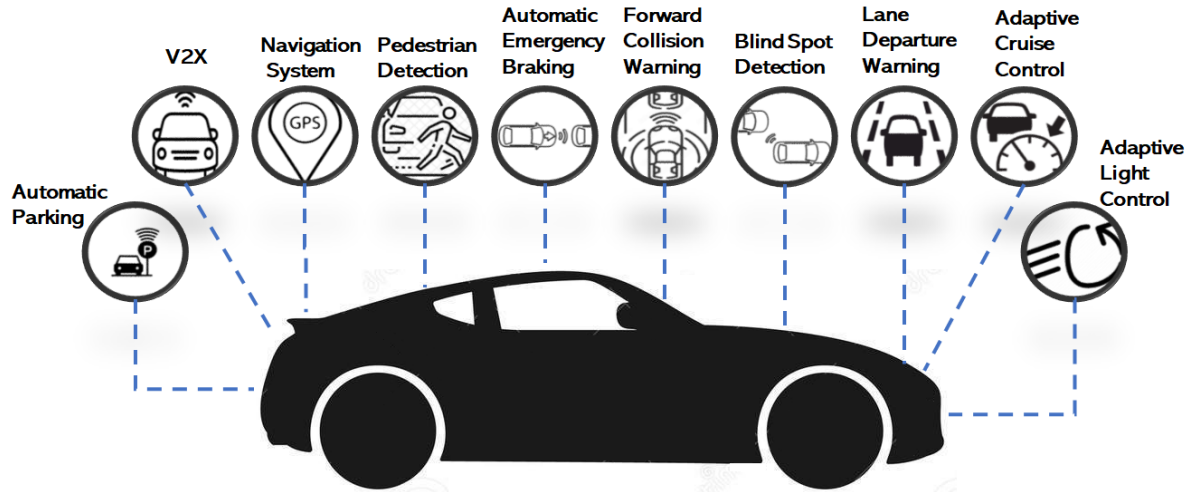 V2X
Navigation
System
Pedestrian
Detection
Automatic
Emergency
Braking
Forward
Collision
Warning
Blind Spot
Detection
Lane
Departure
Warning
Adaptive
Cruise
Control
Adaptive
Light
Control
Automatic
Parking
GPS
P